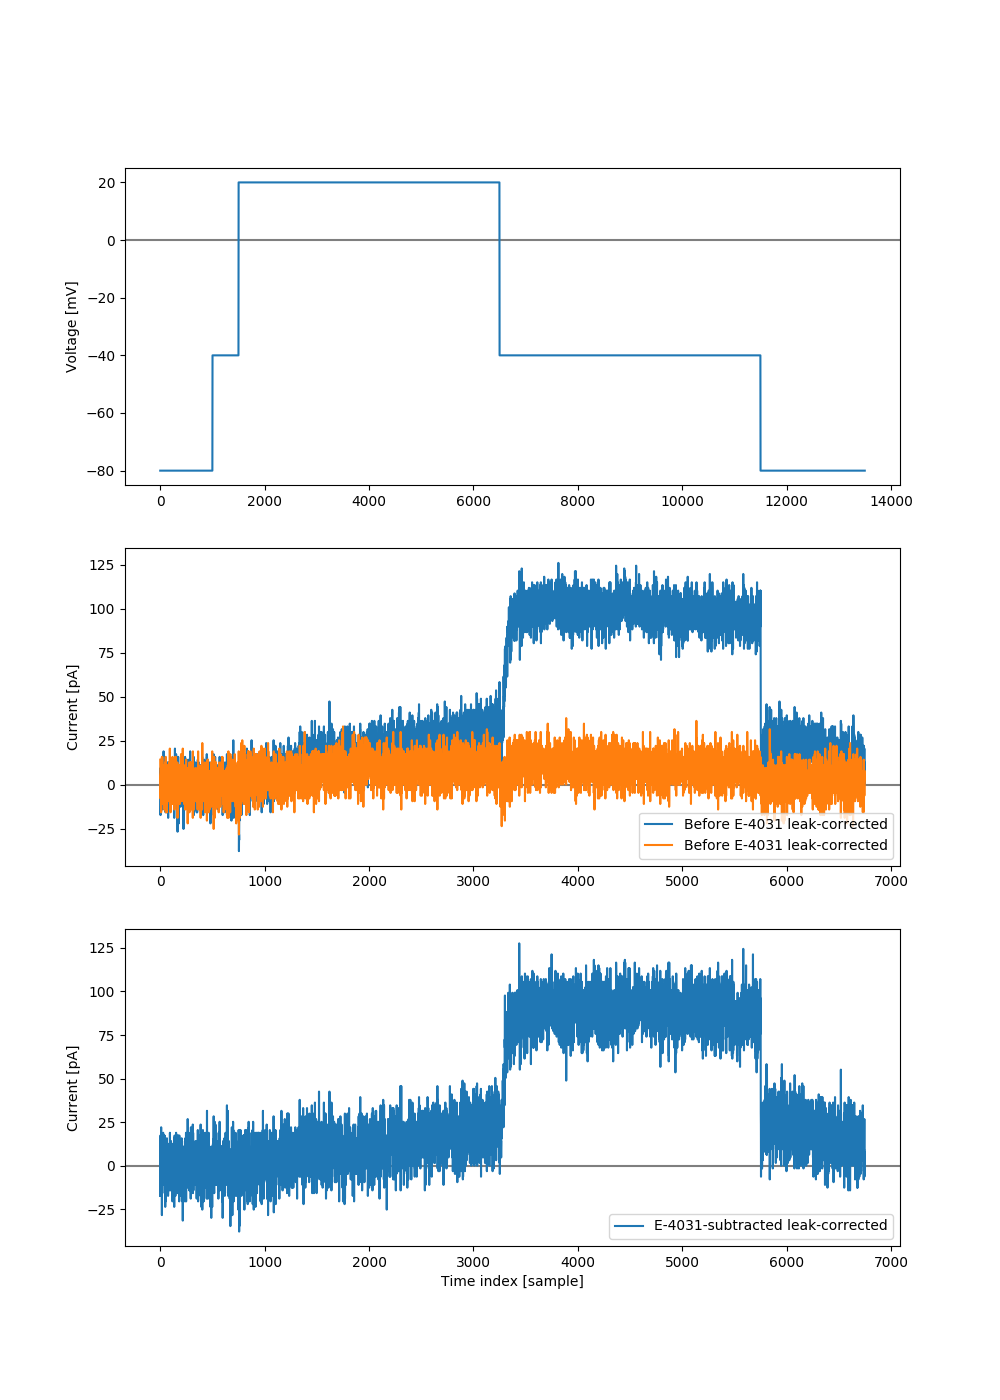 Voltage [mV]
20
0
−20
−40
−60
−80
0 2000 4000 6000 8000 10000 12000 14000
Current [pA]
125
100
75
50
25
0
−25
Before E-4031 leak-corrected
Before E-4031 leak-corrected
0 1000 2000 3000 4000 5000 6000 7000
Current [pA]
125
100
75
50
25
0
−25
E-4031-subtracted leak-corrected
0 1000 2000 3000 4000 5000 6000 7000
Time index [sample]